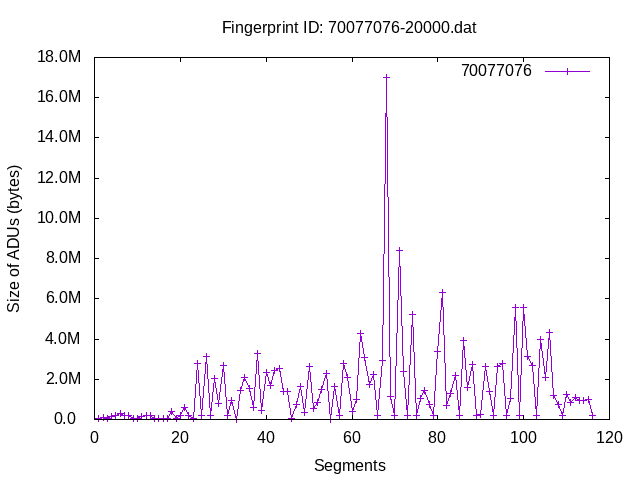 Fingerprint ID: 70077076-20000.dat
70077076
18.0M
16.0M
14.0M
12.0M
10.0M
8.0M
6.0M
4.0M
2.0M
0.0
Size of ADUs (bytes)
0 20 40 60 80 100 120
Segments